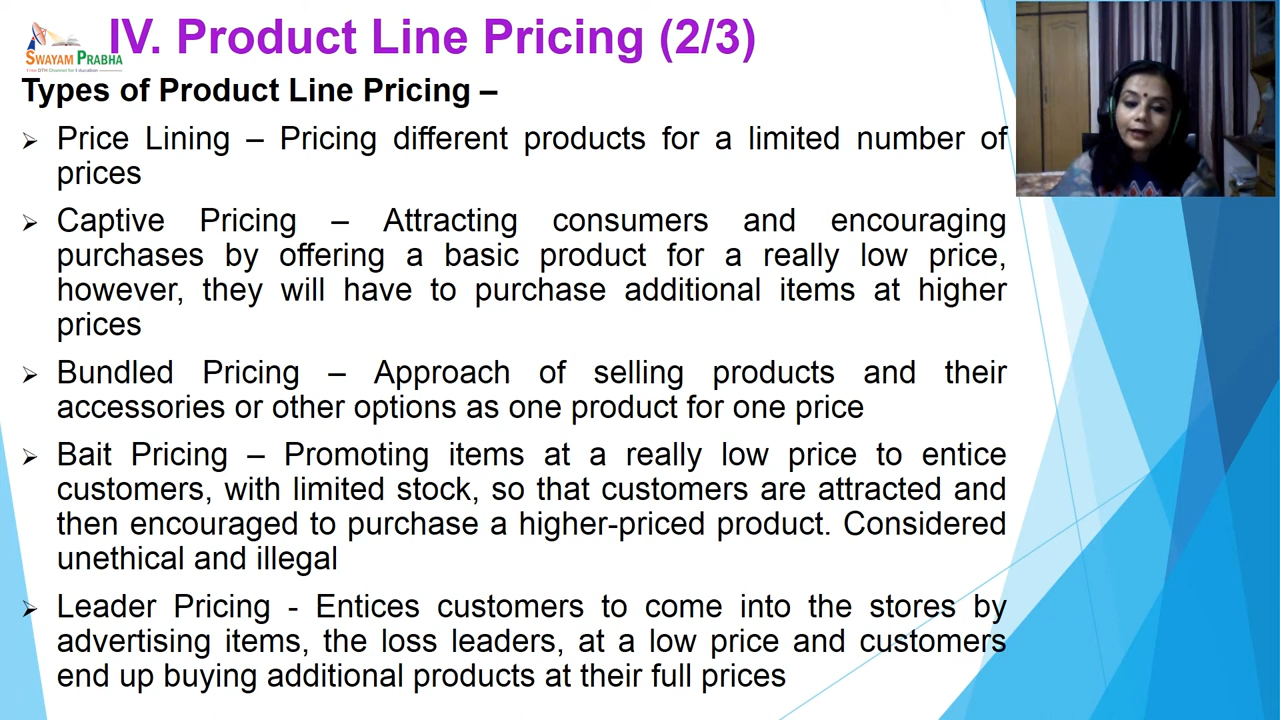 IV. Product Line Pricing (2/3)
SWAYAM PRABHA
Free DTH Channel for Education
Types of Product Line Pricing –
Price Lining – Pricing different products for a limited number of
prices
Captive Pricing – Attracting consumers and encouraging
purchases by offering a basic product for a really low price,
however, they will have to purchase additional items at higher
prices
Bundled Pricing – Approach of selling products and their
accessories or other options as one product for one price
Bait Pricing – Promoting items at a really low price to entice
customers, with limited stock, so that customers are attracted and
then encouraged to purchase a higher-priced product. Considered
unethical and illegal
Leader Pricing - Entices customers to come into the stores by
advertising items, the loss leaders, at a low price and customers
end up buying additional products at their full prices